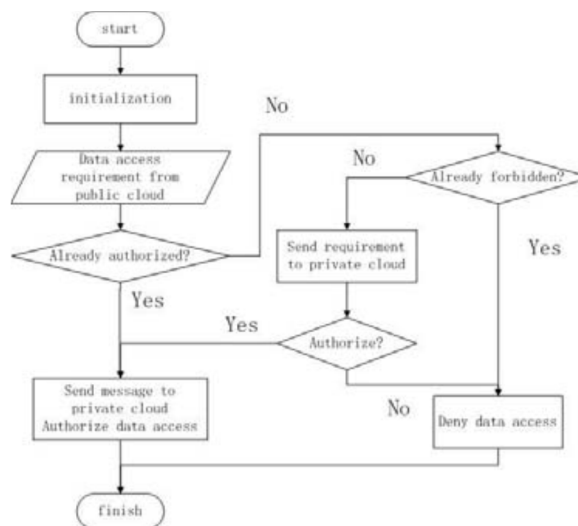 start
initialization
No
Data access
requirement from
public cloud
No
Already forbidden?
Already authorized?
Send requirement
to private cloud
Yes
Yes
Yes
Authorize?
Send message to
private cloud
Authorize data access
No
Deny data access
finish